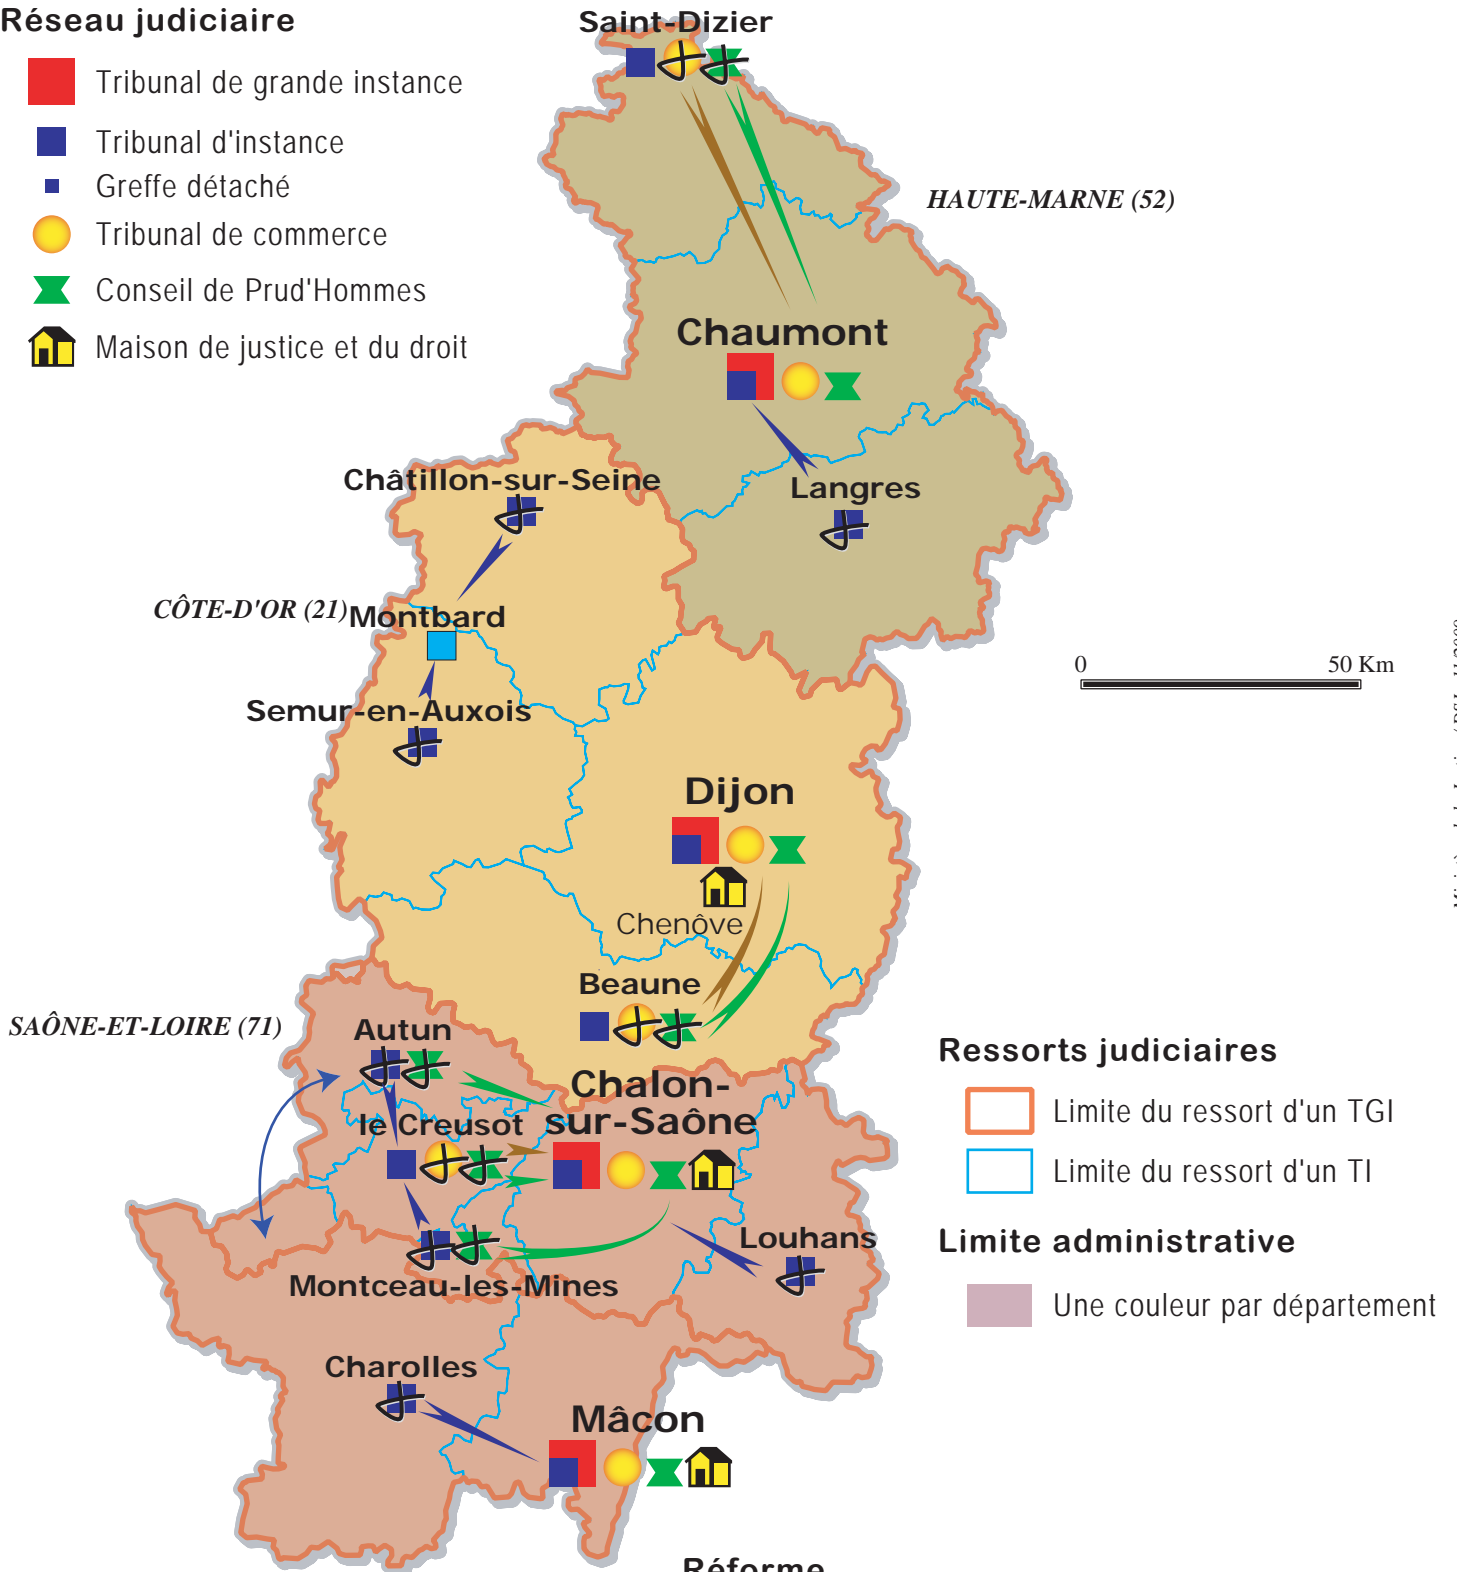 Réseau judiciaire
Tribunal de grande instance
Tribunal d'instance
Greffe détaché
Tribunal de commerce
Conseil de Prud'Hommes
Maison de justice et du droit
Saint-Dizier
HAUTE-MARNE (52)
Chaumont
Langres
Châtillon-sur-Seine
CÔTE-D'OR (21)
Montbard
Semur-en-Auxois
0 50 Km
Dijon
Chenôve
Beaune
SAÔNE-ET-LOIRE (71)
Autun
Chalon-
sur-Saône
le Creusot
Louhans
Montceau-les-Mines
Charolles
Mâcon
Ressorts judiciaires
Limite du ressort d'un TGI
Limite du ressort d'un TI
Limite administrative
Une couleur par département
Réforme